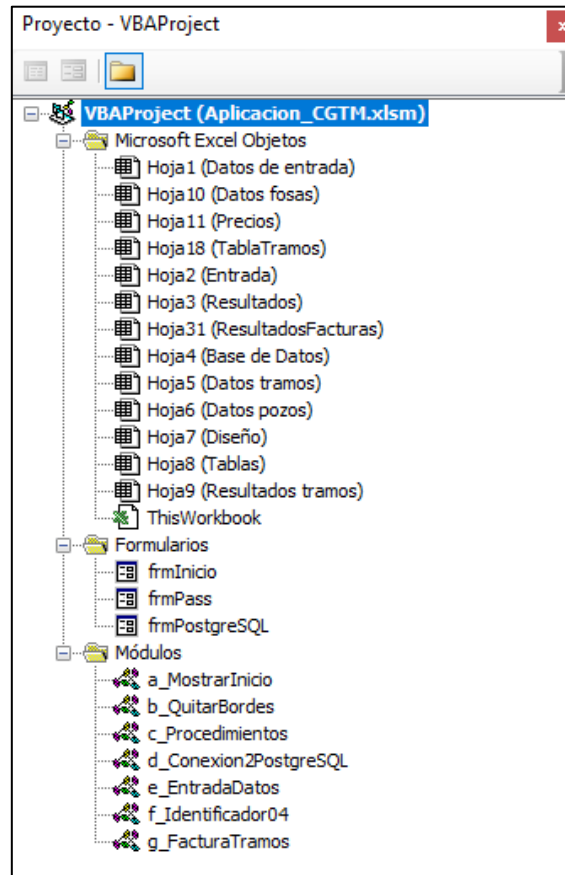 Proyecto - VBAProject
VBAProject (Aplicacion_CGTM.xlsm)
Microsoft Excel Objetos
Hoja1 (Datos de entrada)
Hoja10 (Datos fosas)
Hoja11 (Precios)
Hoja18 (TablaTramos)
Hoja2 (Entrada)
Hoja3 (Resultados)
Hoja31 (ResultadosFacturas)
Hoja4 (Base de Datos)
Hoja5 (Datos tramos)
Hoja6 (Datos pozos)
Hoja7 (Diseño)
Hoja8 (Tablas)
Hoja9 (Resultados tramos)
ThisWorkbook
Formularios
frmInicio
frmPass
frmPostgreSQL
Módulos
a_MostrarInicio
b_QuitarBordes
c_Procedimientos
d_Conexion2PostgreSQL
e_EntradaDatos
f_Identificador04
g_FacturaTramos